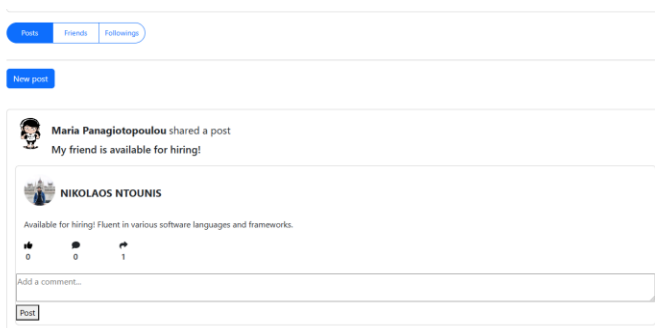 Posts Friends Followings
New post
Maria Panagiotopoulou shared a post
My friend is available for hiring!
NIKOLAOS NTOUNIS
Available for hiring! Fluent in various software languages and frameworks.
0 0 1
Add a comment...
Post